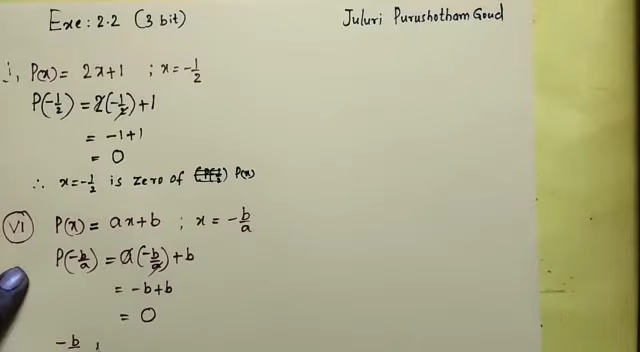 Exe: 2.2 (3 bit)
Juluri Purushotham Goud
i, P(x) = 2x+1 ; x = -1/2
P(-1/2) = 2(-1/2)+1
= -1+1
= 0
∴ x = -1/2 is zero of P(x)
(vi) P(x) = ax+b ; x = -b/a
P(-b/a) = a(-b/a)+b
= -b+b
= 0
-b